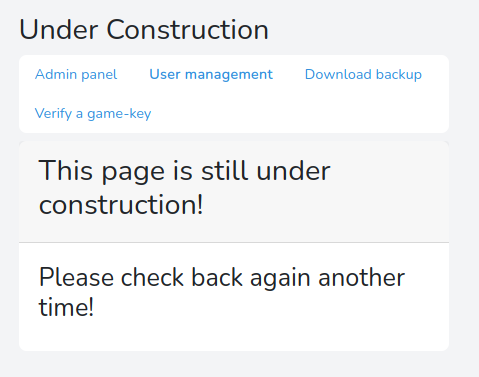 Under Construction
Admin panel User management Download backup
Verify a game-key
This page is still under
construction!
Please check back again another
time!